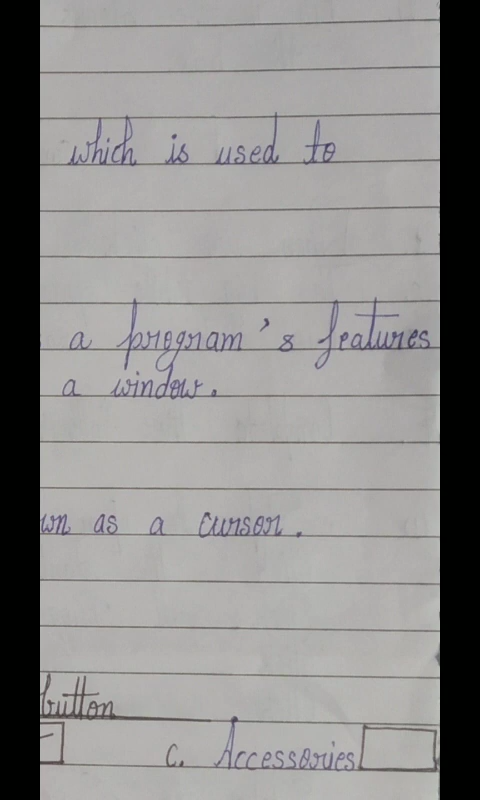 which is used to
a program's features
a window.
wn as a cursor.
button
c. Accessories